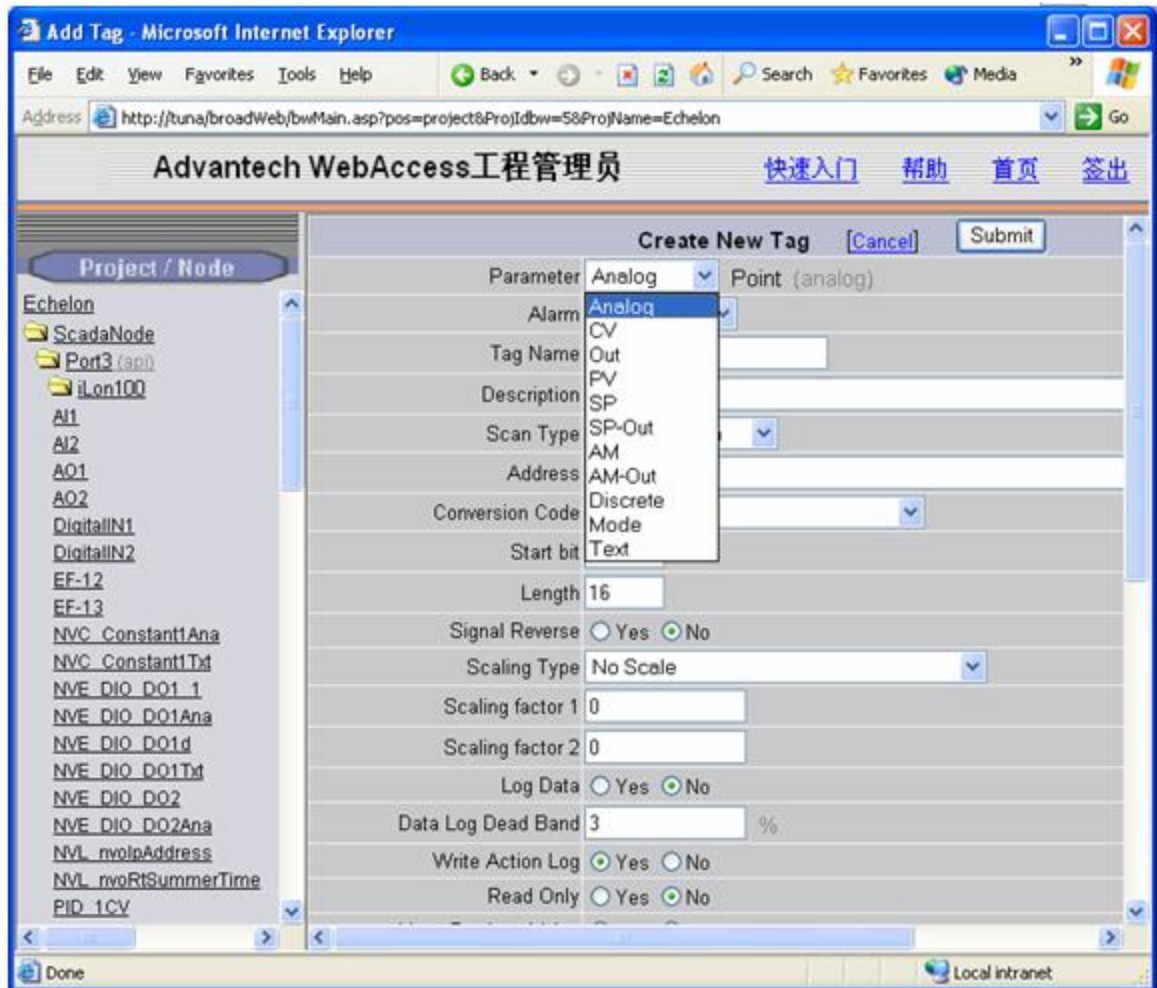 Add Tag - Microsoft Internet Explorer
File Edit View Favorites Tools Help Back Search Favorites Media »
Address http://tuna/broadWeb/bwMain.asp?pos=project&ProjIdbw=58ProjName=Echelon Go
Advantech WebAccess工程管理员 快速入门 帮助 首页 签出
Project / Node
Echelon
ScadaNode
Port3 (api)
iLon100
AI1
AI2
AO1
AO2
DigitalIN1
DigitalIN2
EF-12
EF-13
NVC_Constant1Ana
NVC_Constant1Txt
NVE_DIO_DO1_1
NVE_DIO_DO1Ana
NVE_DIO_DO1d
NVE_DIO_DO1Txt
NVE_DIO_DO2
NVE_DIO_DO2Ana
NVL_nvoIpAddress
NVL_nvoRtSummerTime
PID_1CV
Create New Tag [Cancel] Submit
Parameter Analog Point (analog)
Analog
CV
Out
PV
SP
SP-Out
AM
AM-Out
Discrete
Mode
Text
Alarm
Tag Name
Description
Scan Type
Address
Conversion Code
Start bit
Length 16
Signal Reverse Yes No
Scaling Type No Scale
Scaling factor 1 0
Scaling factor 2 0
Log Data Yes No
Data Log Dead Band 3 %
Write Action Log Yes No
Read Only Yes No
Done Local intranet